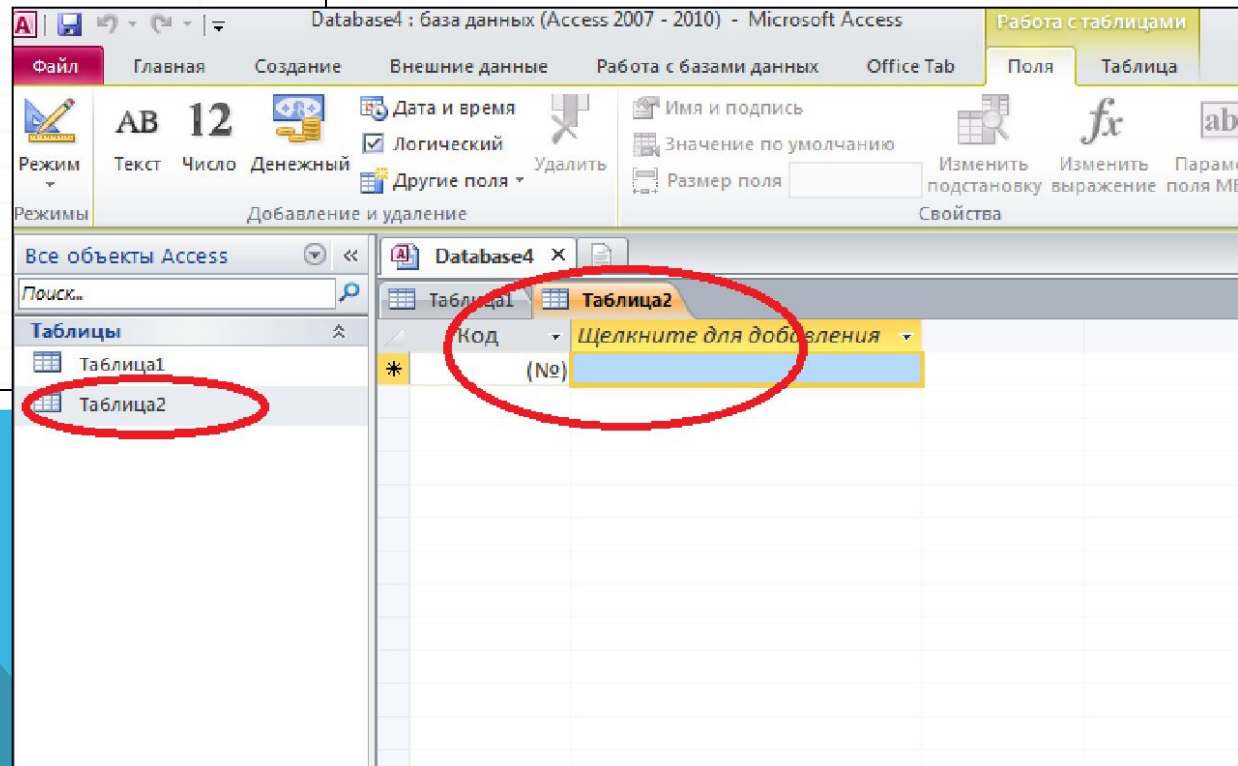 Database4 : база данных (Access 2007 - 2010) - Microsoft Access
Работа с таблицами
Файл Главная Создание Внешние данные Работа с базами данных Office Tab Поля Таблица
Режим
AB Текст
12 Число
Денежный
Дата и время
Логический
Другие поля
Удалить
Имя и подпись
Значение по умолчанию
Размер поля
Изменить подстановку
fx Изменить выражение
ab
Режимы Добавление и удаление Свойства
Все объекты Access
Database4
Поиск...
Таблица1 Таблица2
Таблицы
Код Щелкните для добавления
Таблица1
(№)
Таблица2